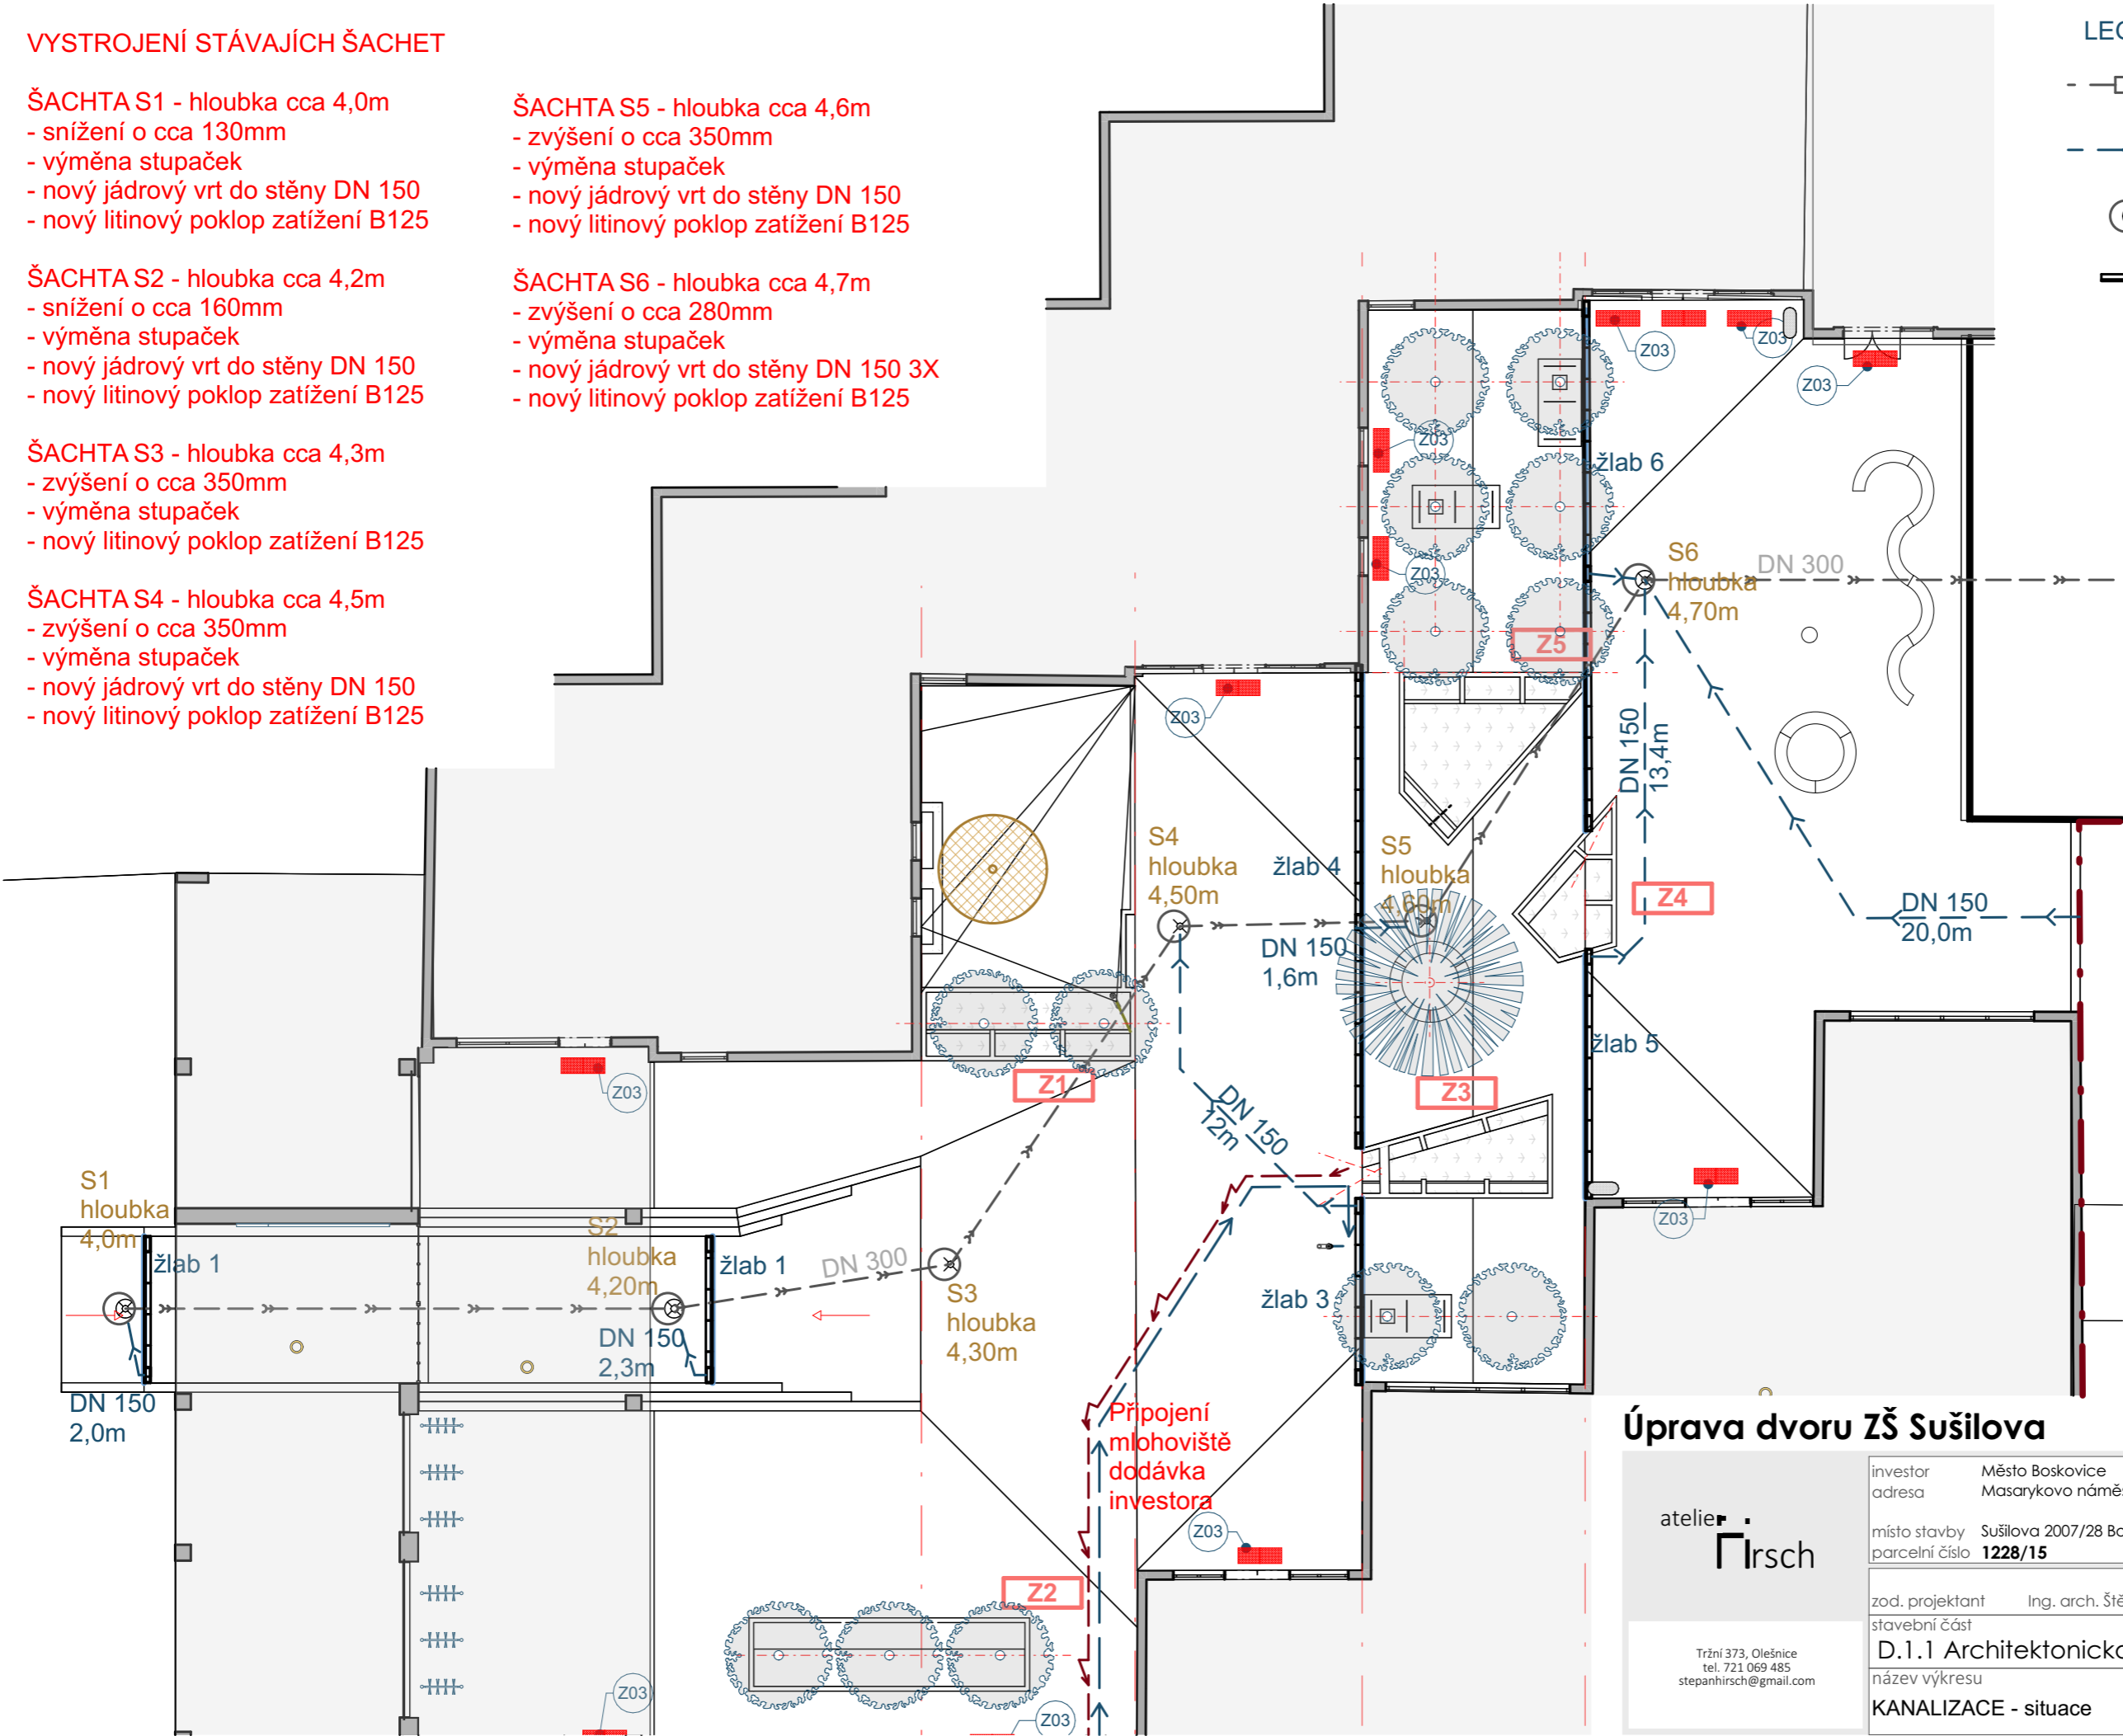 VYSTROJENÍ STÁVAJÍCH ŠACHET
ŠACHTA S1 - hloubka cca 4,0m
- snížení o cca 130mm
- výměna stupaček
- nový jádrový vrt do stěny DN 150
- nový litinový poklop zatížení B125
ŠACHTA S2 - hloubka cca 4,2m
- snížení o cca 160mm
- výměna stupaček
- nový jádrový vrt do stěny DN 150
- nový litinový poklop zatížení B125
ŠACHTA S3 - hloubka cca 4,3m
- zvýšení o cca 350mm
- výměna stupaček
- nový litinový poklop zatížení B125
ŠACHTA S4 - hloubka cca 4,5m
- zvýšení o cca 350mm
- výměna stupaček
- nový jádrový vrt do stěny DN 150
- nový litinový poklop zatížení B125
ŠACHTA S5 - hloubka cca 4,6m
- zvýšení o cca 350mm
- výměna stupaček
- nový jádrový vrt do stěny DN 150
- nový litinový poklop zatížení B125
ŠACHTA S6 - hloubka cca 4,7m
- zvýšení o cca 280mm
- výměna stupaček
- nový jádrový vrt do stěny DN 150 3X
- nový litinový poklop zatížení B125
Z03
Z03
Z03
Z03
Z03
žlab 6
S6
hloubka
4,70m
DN 300
Z5
Z03
DN 150
13,4m
S4
hloubka
4,50m
žlab 4
S5
hloubka
4,60m
Z4
DN 150
20,0m
DN 150
1,6m
žlab 5
Z1
Z3
Z03
DN 150
12m
S1
hloubka
4,0m
žlab 1
S2
hloubka
4,20m
žlab 1
DN 300
S3
hloubka
4,30m
žlab 3
Z03
DN 150
2,3m
DN 150
2,0m
Připojení
mlohoviště
dodávka
investora
Z03
Z2
Z03
Z03
Úprava dvoru ZŠ Sušilova
atelier
Hirsch
Tržní 373, Olešnice
tel. 721 069 485
stepanhirsch@gmail.com
investor Město Boskovice
adresa Masarykovo
místo stavby Sušilova 2007/28
parcelní číslo 1228/15
zod. projektant Ing. arch.
stavební část
D.1.1
název výkresu
KANALIZACE - situace